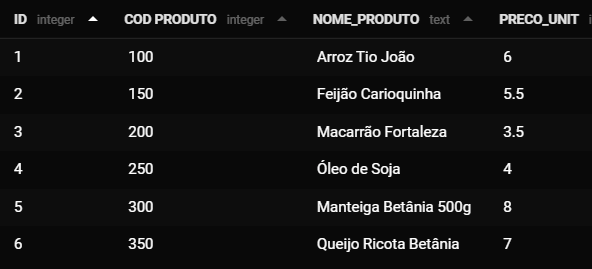 ID integer COD PRODUTO integer NOME_PRODUTO text PRECO_UNIT
1 100 Arroz Tio João 6
2 150 Feijão Carioquinha 5.5
3 200 Macarrão Fortaleza 3.5
4 250 Óleo de Soja 4
5 300 Manteiga Betânia 500g 8
6 350 Queijo Ricota Betânia 7